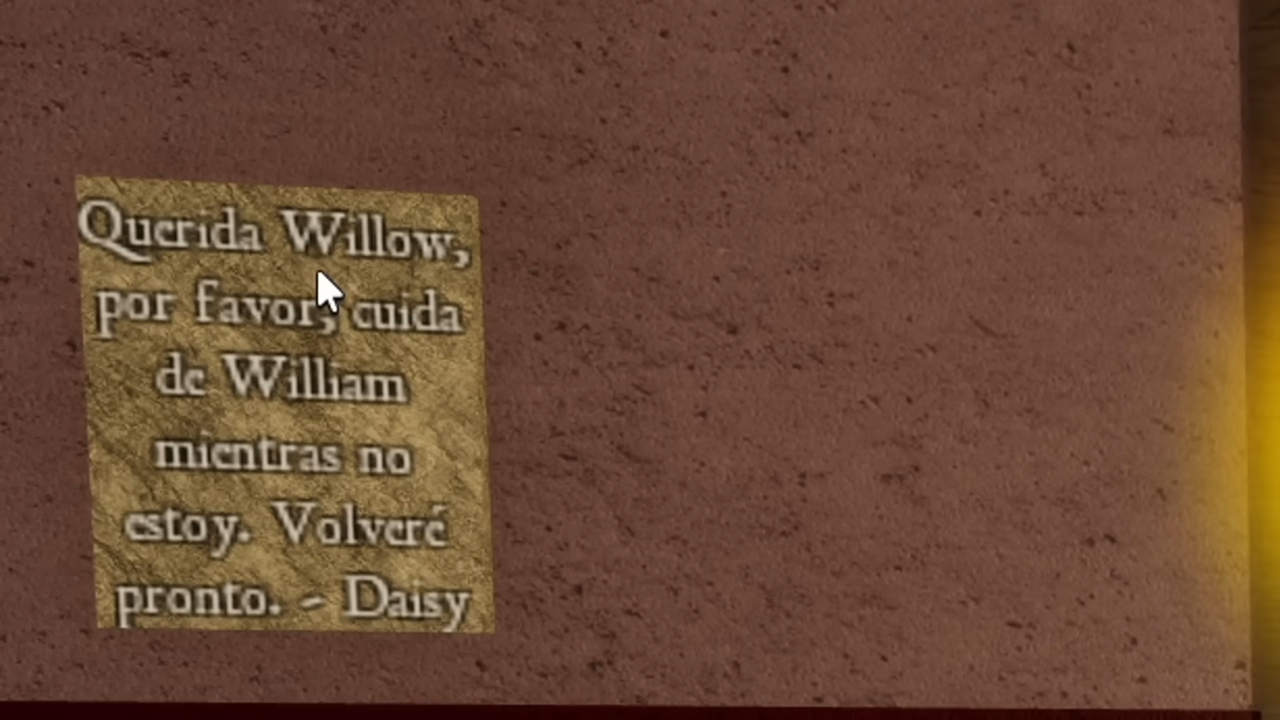 Querida Willow,
por favor, cuida
de William
mientras no
estoy. Volveré
pronto. - Daisy